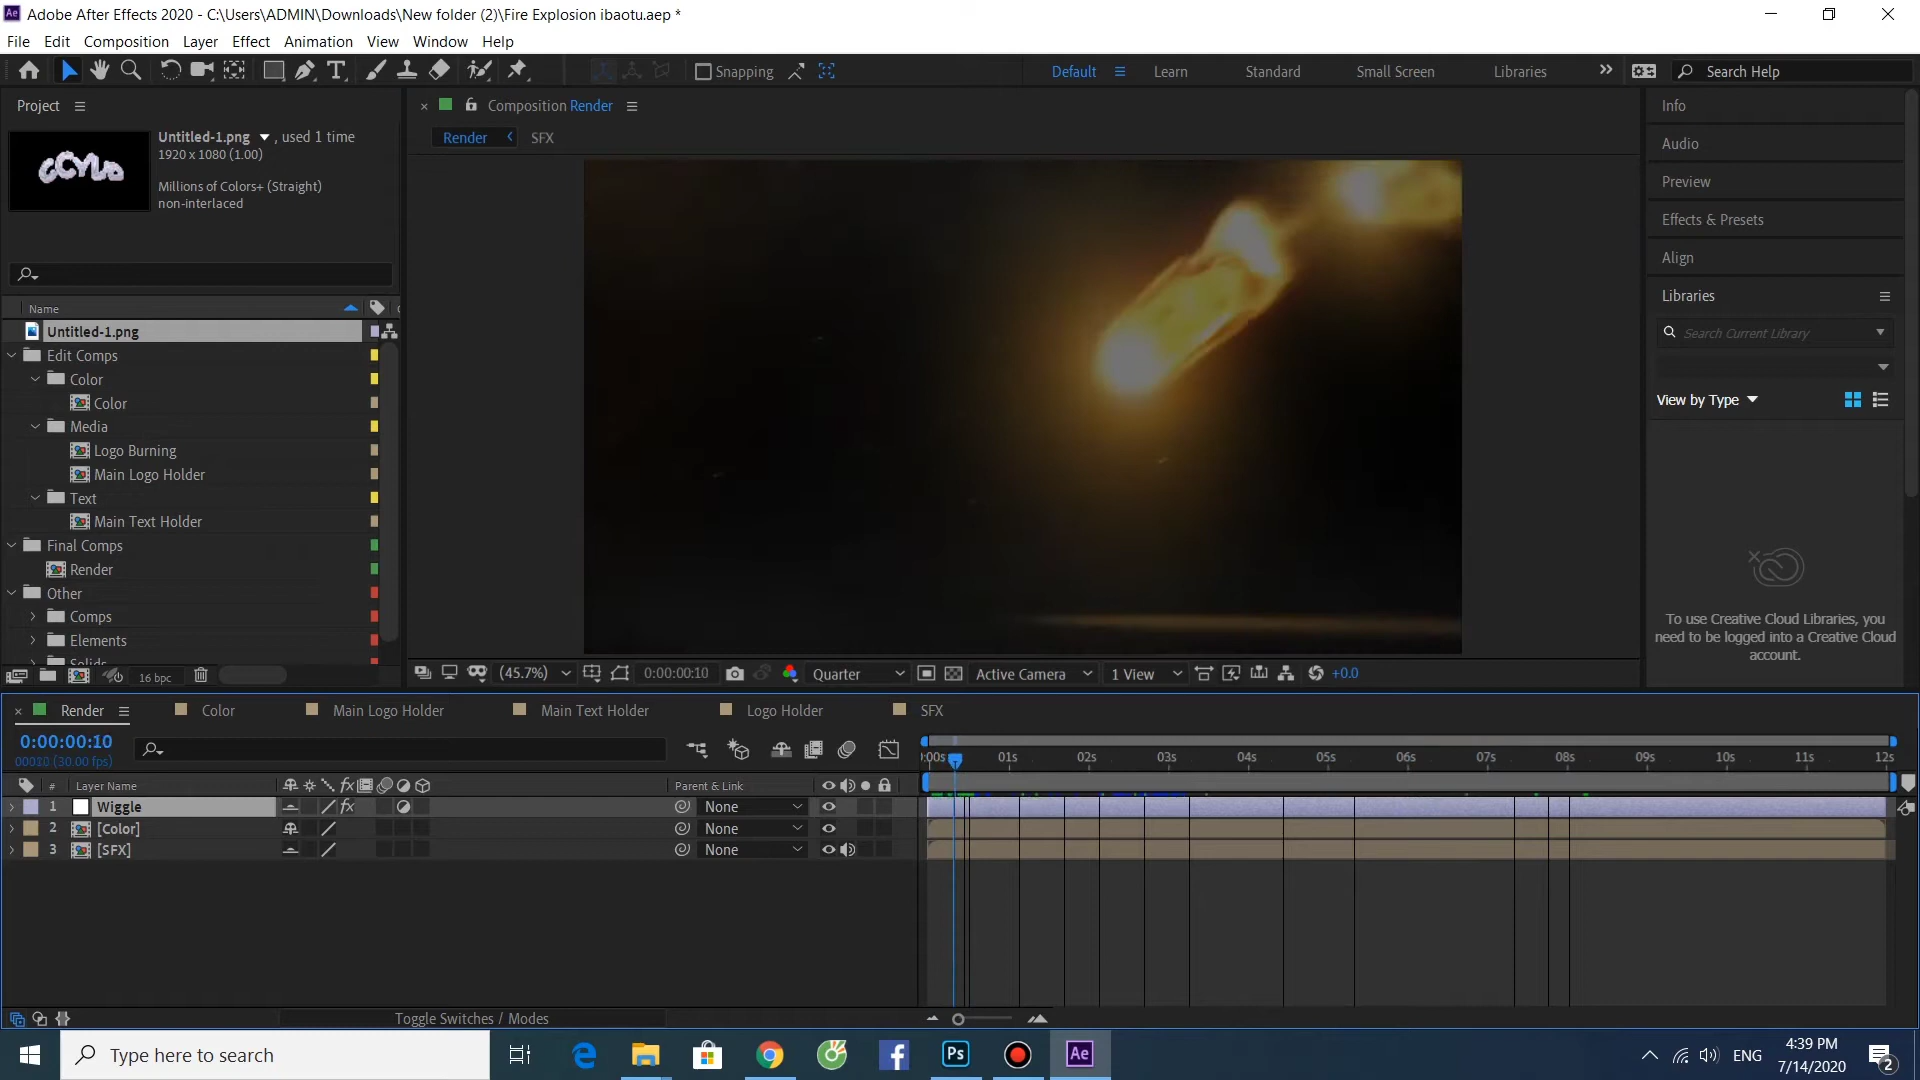 Adobe After Effects 2020 - C:\Users\ADMIN\Downloads\New folder (2)\Fire Explosion ibaotu.aep *
File Edit Composition Layer Effect Animation View Window Help
Snapping Default Learn Standard Small Screen Libraries Search Help
Project
Untitled-1.png , used 1 time
1920 x 1080 (1.00)
Millions of Colors+ (Straight)
non-interlaced
Name
Untitled-1.png
Edit Comps
Color
Color
Media
Logo Burning
Main Logo Holder
Text
Main Text Holder
Final Comps
Render
Other
Comps
Elements
Solids
16 bpc
Composition Render
Render SFX
(45.7%) 0:00:00:10 Quarter Active Camera 1 View +0.0
Info
Audio
Preview
Effects & Presets
Align
Libraries
Search Current Library
View by Type
To use Creative Cloud Libraries, you
need to be logged into a Creative Cloud
account.
Render Color Main Logo Holder Main Text Holder Logo Holder SFX
0:00:00:10
00010 (30.00 fps)
:00s 01s 02s 03s 04s 05s 06s 07s 08s 09s 10s 11s 12s
# Layer Name Parent & Link
1 Wiggle None
2 [Color] None
3 [SFX] None
Toggle Switches / Modes
Type here to search
Ps
Ae
ENG
4:39 PM
7/14/2020
2